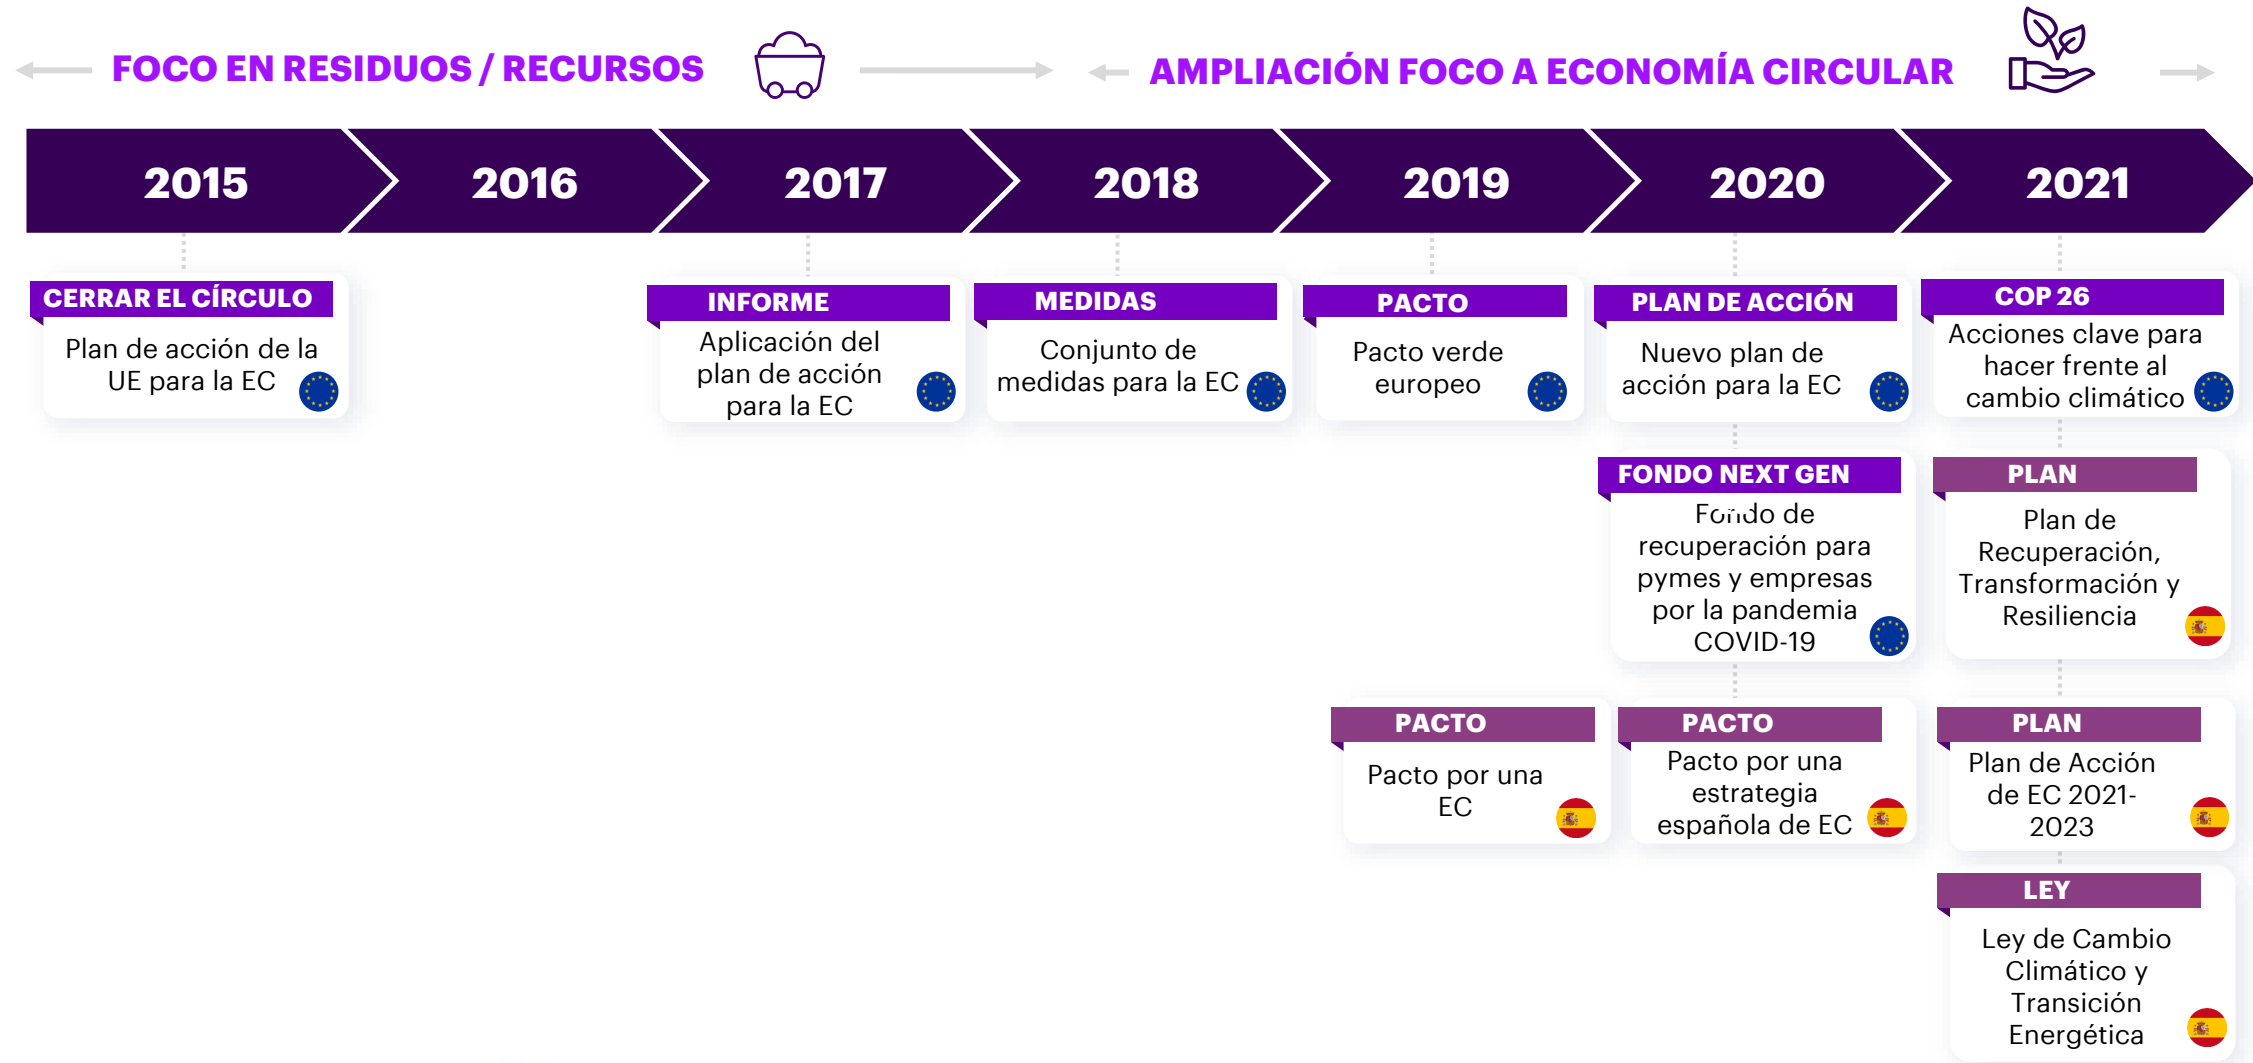 FOCO EN RESIDUOS / RECURSOS
AMPLIACIÓN FOCO A ECONOMÍA CIRCULAR
2015
2016
2017
2018
2019
2020
2021
CERRAR EL CÍRCULO
Plan de acción de la
UE para la EC
INFORME
Aplicación del
plan de acción
para la EC
MEDIDAS
Conjunto de
medidas para la EC
PACTO
Pacto verde
europeo
PLAN DE ACCIÓN
Nuevo plan de
acción para la EC
COP 26
Acciones clave para
hacer frente al
cambio climático
FONDO NEXT GEN
Fondo de
recuperación para
pymes y empresas
por la pandemia
COVID-19
PLAN
Plan de
Recuperación,
Transformación y
Resiliencia
PACTO
Pacto por una
EC
PACTO
Pacto por una
estrategia
española de EC
PLAN
Plan de Acción
de EC 2021-
2023
LEY
Ley de Cambio
Climático y
Transición
Energética